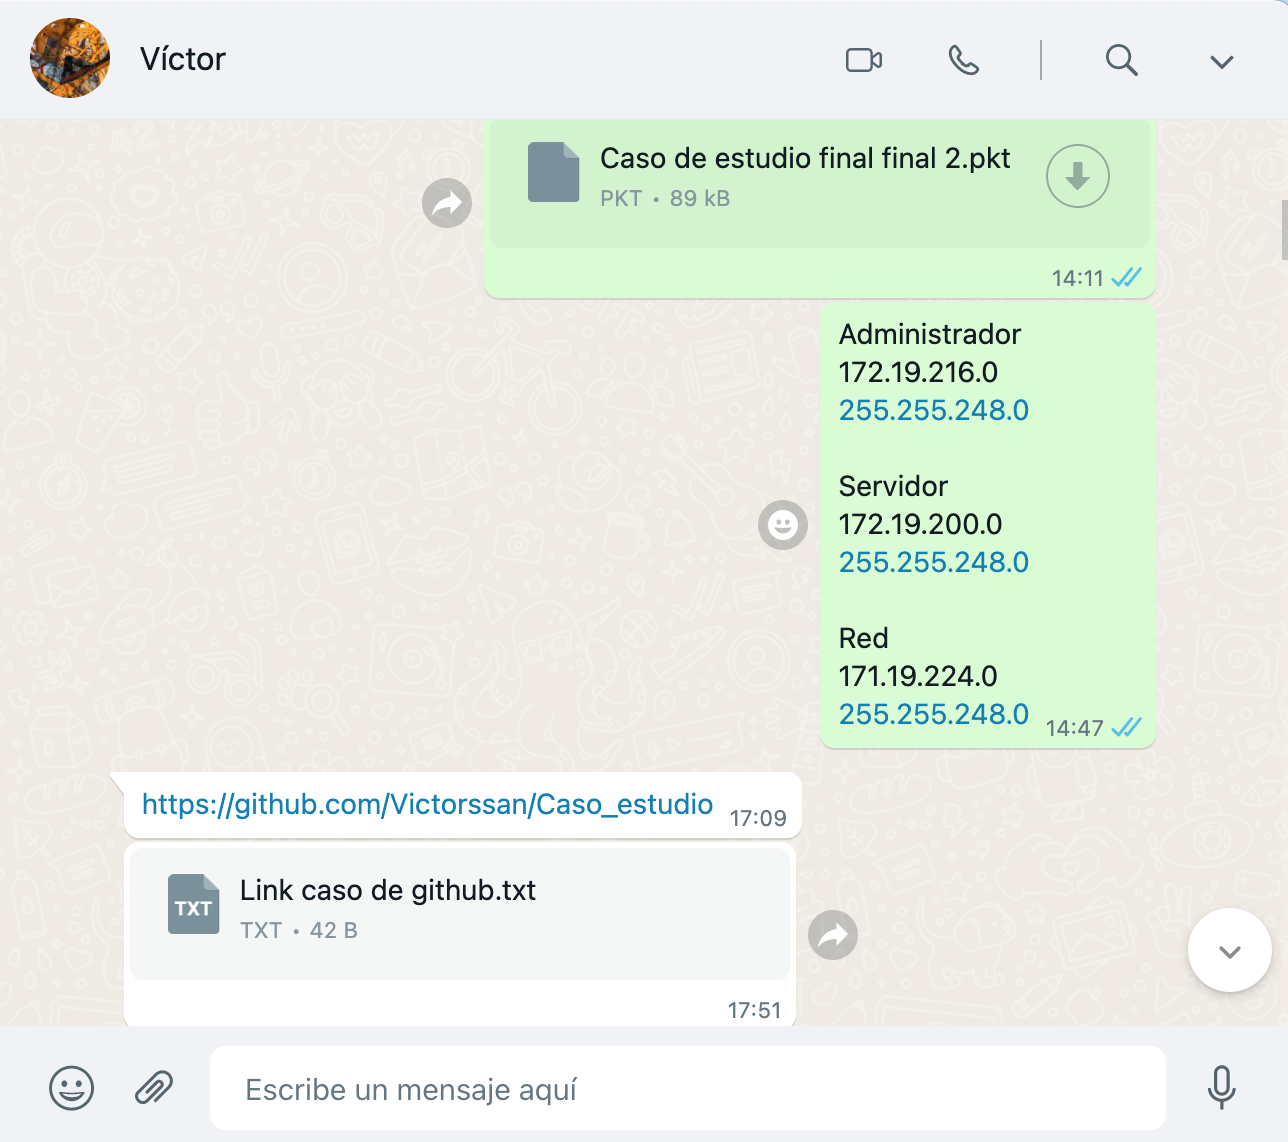 Víctor
Caso de estudio final final 2.pkt
PKT • 89 kB
14:11
Administrador
172.19.216.0
255.255.248.0
Servidor
172.19.200.0
255.255.248.0
Red
171.19.224.0
255.255.248.0
14:47
https://github.com/Victorssan/Caso_estudio
17:09
TXT
Link caso de github.txt
TXT • 42 B
17:51
Escribe un mensaje aquí